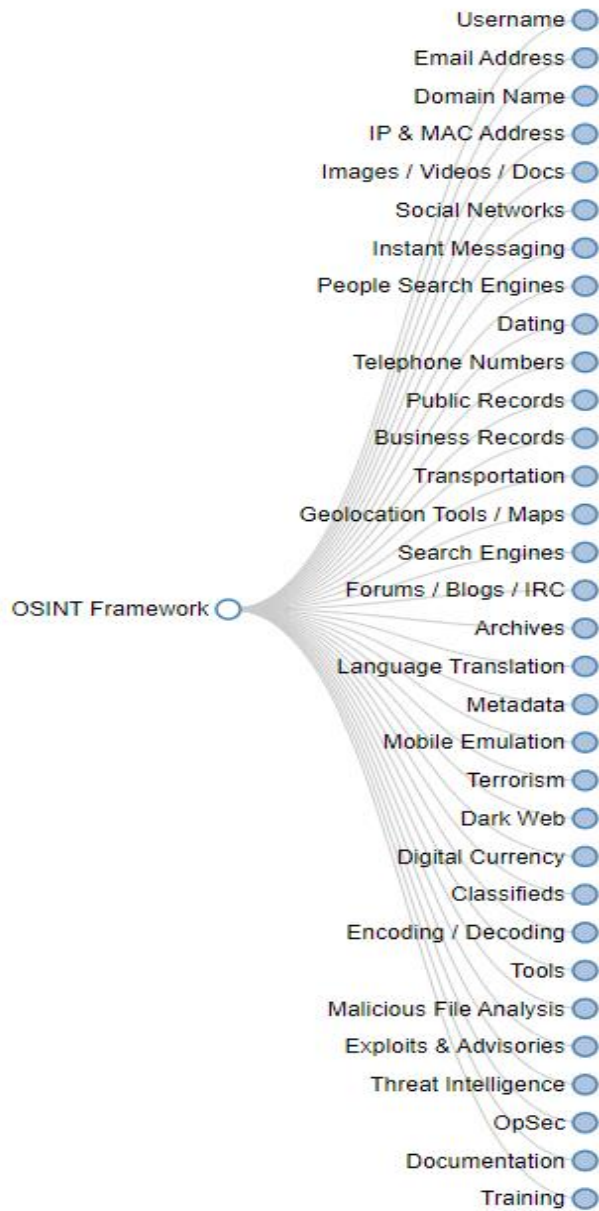 Username
Email Address
Domain Name
IP & MAC Address
Images / Videos / Docs
Social Networks
Instant Messaging
People Search Engines
Dating
Telephone Numbers
Public Records
Business Records
Transportation
Geolocation Tools / Maps
Search Engines
Forums / Blogs / IRC
OSINT Framework
Archives
Language Translation
Metadata
Mobile Emulation
Terrorism
Dark Web
Digital Currency
Classifieds
Encoding / Decoding
Tools
Malicious File Analysis
Exploits & Advisories
Threat Intelligence
OpSec
Documentation
Training